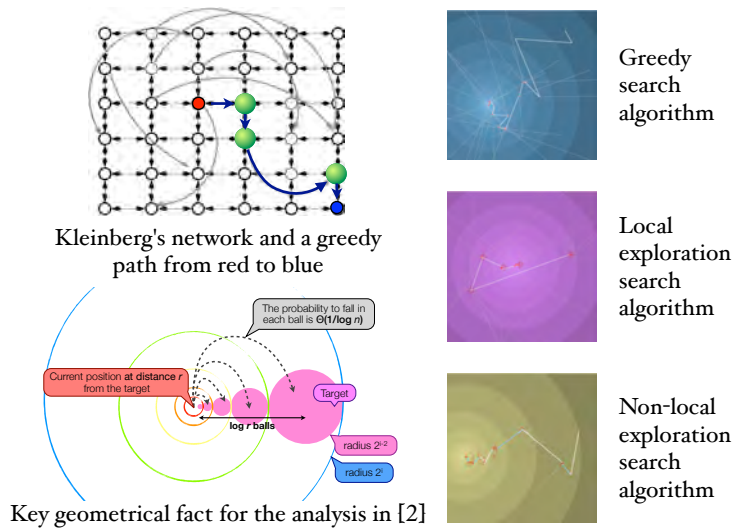 Kleinberg's network and a greedy
path from red to blue
The probability to fall in
each ball is Θ(1/log n)
Current position at distance r
from the target
Target
log r balls
radius 2ⁱ⁻²
radius 2ⁱ
Key geometrical fact for the analysis in [2]
Greedy
search
algorithm
Local
exploration
search
algorithm
Non-local
exploration
search
algorithm